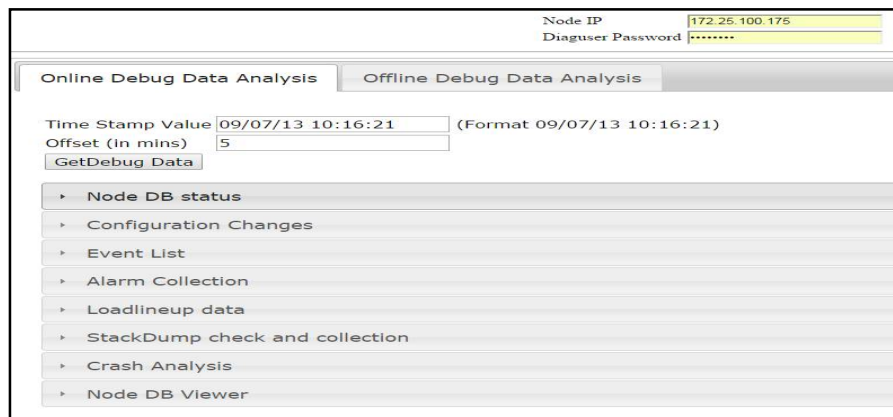 Node IP 172.25.100.175
Diaguser Password ••••••••
Online Debug Data Analysis Offline Debug Data Analysis
Time Stamp Value 09/07/13 10:16:21 (Format 09/07/13 10:16:21)
Offset (in mins) 5
GetDebug Data
Node DB status
Configuration Changes
Event List
Alarm Collection
Loadlineup data
StackDump check and collection
Crash Analysis
Node DB Viewer